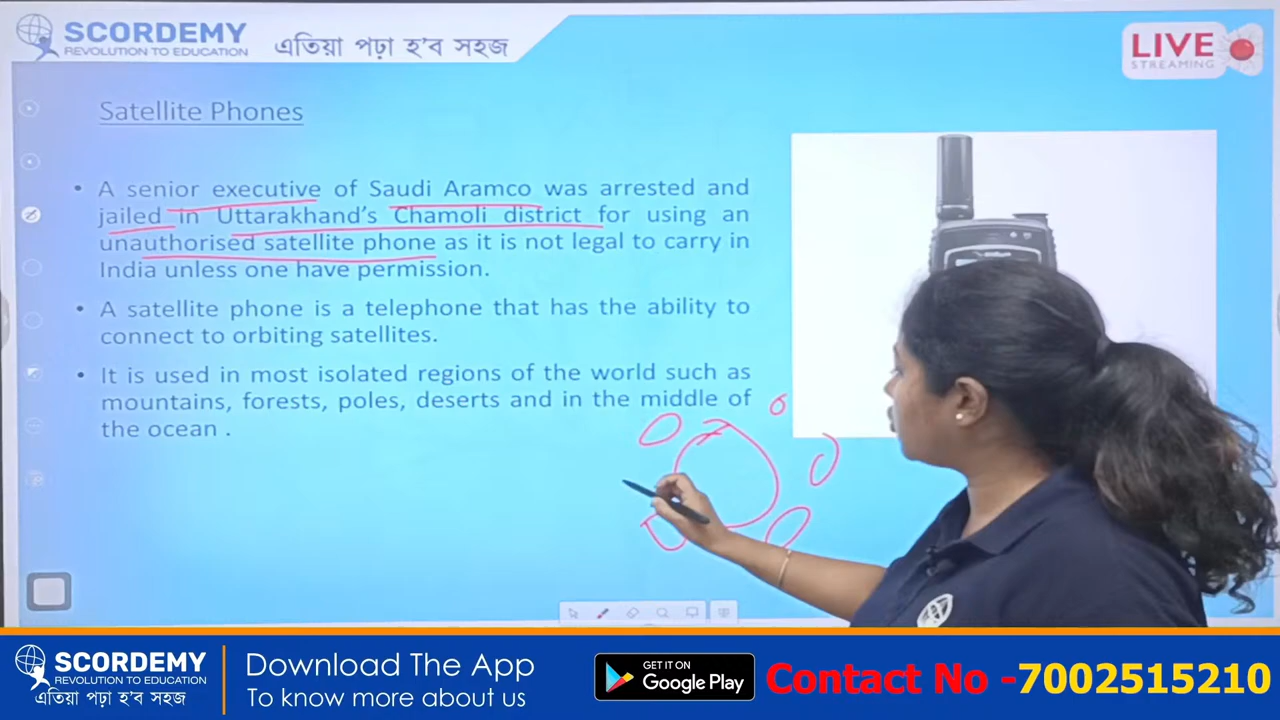 SCORDEMY
REVOLUTION TO EDUCATION
এতিয়া পঢ়া হ'ব সহজ
LIVE
STREAMING
Satellite Phones
• A senior executive of Saudi Aramco was arrested and
jailed in Uttarakhand's Chamoli district for using an
unauthorised satellite phone as it is not legal to carry in
India unless one have permission.
• A satellite phone is a telephone that has the ability to
connect to orbiting satellites.
• It is used in most isolated regions of the world such as
mountains, forests, poles, deserts and in the middle of
the ocean .
SCORDEMY
REVOLUTION TO EDUCATION
এতিয়া পঢ়া হ'ব সহজ
Download The App
To know more about us
GET IT ON
Google Play
Contact No -7002515210